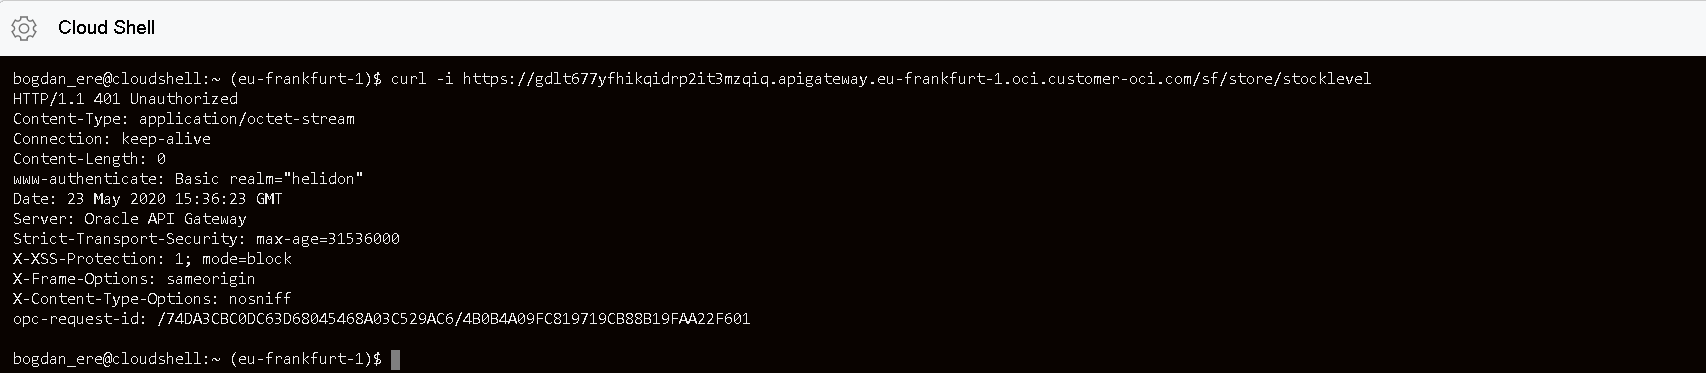 Cloud Shell
bogdan_ere@cloudshell:~ (eu-frankfurt-1)$ curl -i https://gdlt677yfhikqidrp2it3mzqiq.apigateway.eu-frankfurt-1.oci.customer-oci.com/sf/store/stocklevel
HTTP/1.1 401 Unauthorized
Content-Type: application/octet-stream
Connection: keep-alive
Content-Length: 0
www-authenticate: Basic realm="helidon"
Date: 23 May 2020 15:36:23 GMT
Server: Oracle API Gateway
Strict-Transport-Security: max-age=31536000
X-XSS-Protection: 1; mode=block
X-Frame-Options: sameorigin
X-Content-Type-Options: nosniff
opc-request-id: /74DA3CBC0DC63D68045468A03C529AC6/4B0B4A09FC819719CB88B19FAA22F601
bogdan_ere@cloudshell:~ (eu-frankfurt-1)$